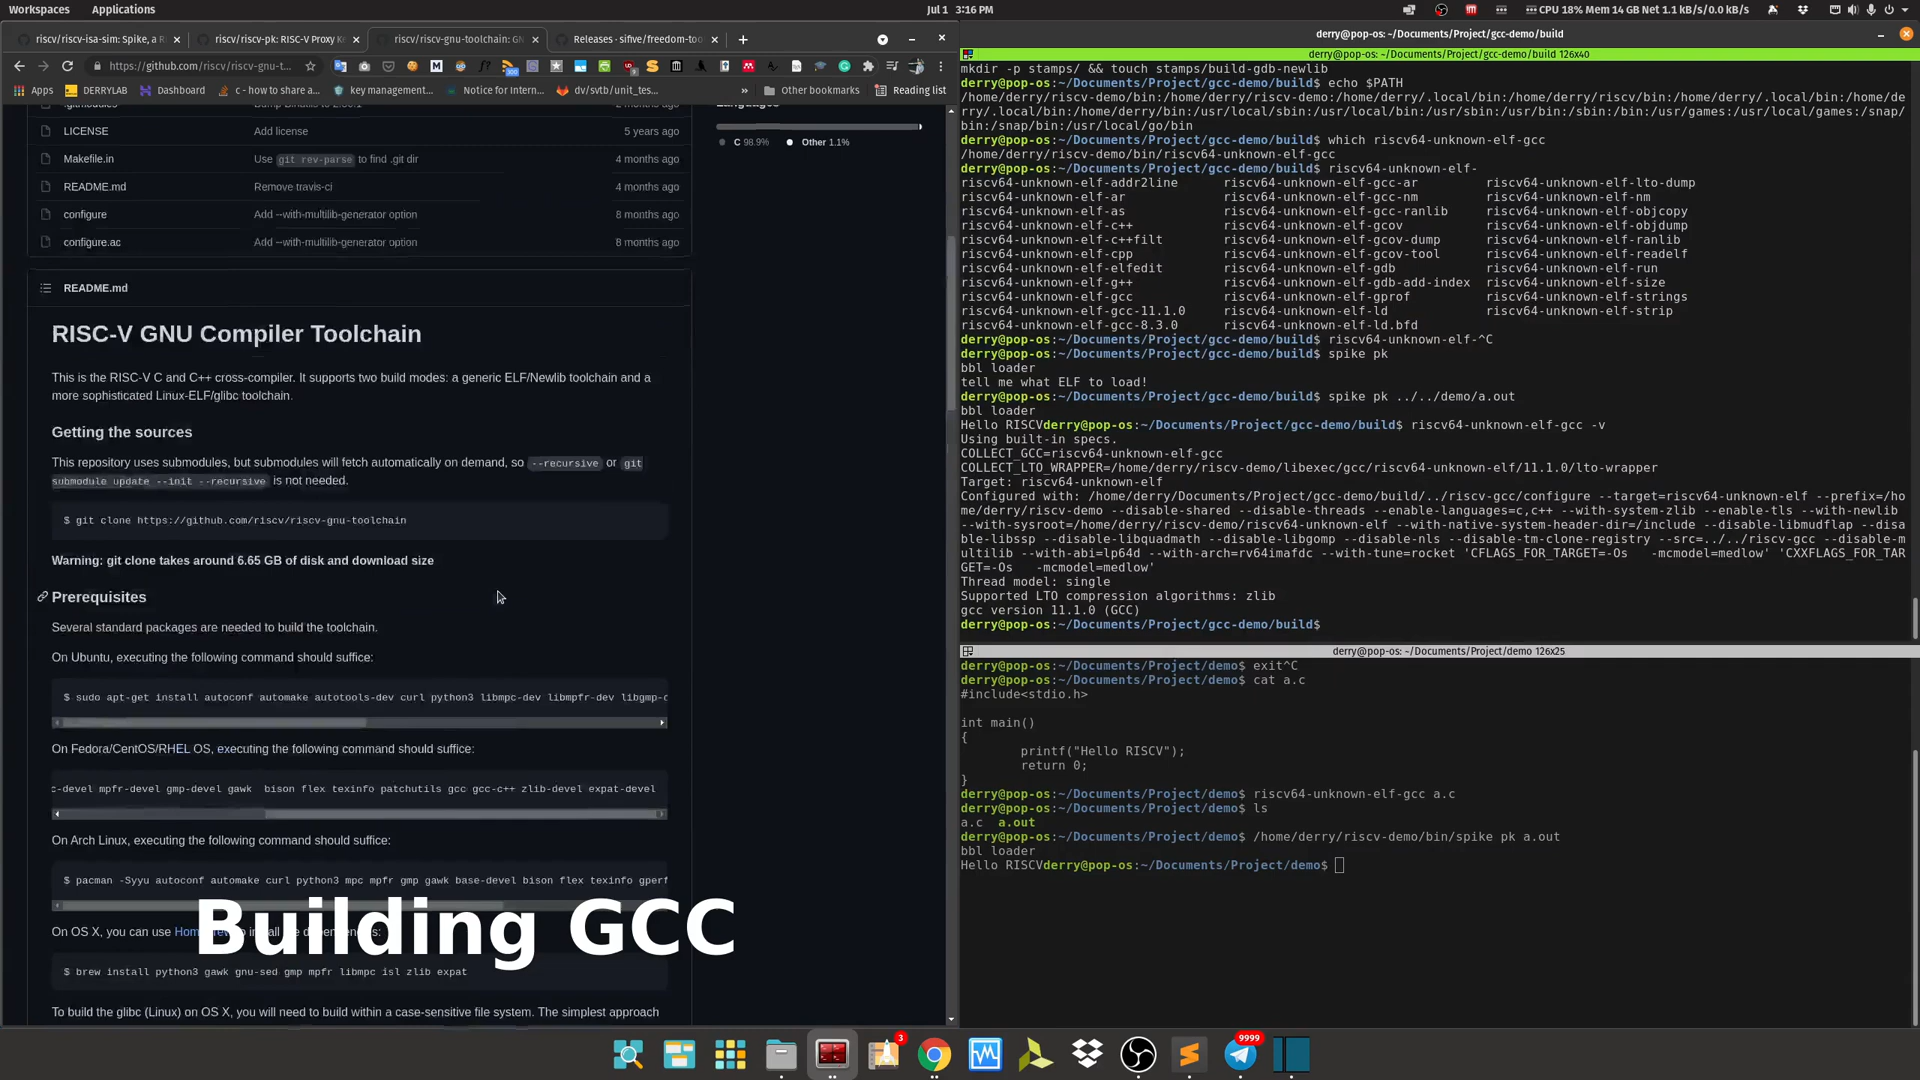 Workspaces Applications
Jul 1 3:16 PM
CPU 18% Mem 14 GB Net 1.1 kB/s/0.0 kB/s
riscv/riscv-isa-sim: Spike, a R
riscv/riscv-pk: RISC-V Proxy K
riscv/riscv-gnu-toolchain: GN
Releases · sifive/freedom-too
https://github.com/riscv/riscv-gnu-t...
Apps DERRYLAB Dashboard c - how to share a... key management,... Notice for Intern... dv/svtb/unit_tes... » Other bookmarks Reading list
LICENSE Add license 5 years ago
Makefile.in Use git rev-parse to find .git dir 4 months ago
README.md Remove travis-ci 4 months ago
configure Add --with-multilib-generator option 8 months ago
configure.ac Add --with-multilib-generator option 8 months ago
C 98.9% Other 1.1%
README.md
RISC-V GNU Compiler Toolchain
This is the RISC-V C and C++ cross-compiler. It supports two build modes: a generic ELF/Newlib toolchain and a
more sophisticated Linux-ELF/glibc toolchain.
Getting the sources
This repository uses submodules, but submodules will fetch automatically on demand, so --recursive or git
submodule update --init --recursive is not needed.
$ git clone https://github.com/riscv/riscv-gnu-toolchain
Warning: git clone takes around 6.65 GB of disk and download size
Prerequisites
Several standard packages are needed to build the toolchain.
On Ubuntu, executing the following command should suffice:
$ sudo apt-get install autoconf automake autotools-dev curl python3 libmpc-dev libmpfr-dev libgmp-c
On Fedora/CentOS/RHEL OS, executing the following command should suffice:
c-devel mpfr-devel gmp-devel gawk  bison flex texinfo patchutils gcc gcc-c++ zlib-devel expat-devel
On Arch Linux, executing the following command should suffice:
$ pacman -Syyu autoconf automake curl python3 mpc mpfr gmp gawk base-devel bison flex texinfo gperf
On OS X, you can use
Building GCC
$ brew install python3 gawk gnu-sed gmp mpfr libmpc isl zlib expat
To build the glibc (Linux) on OS X, you will need to build within a case-sensitive file system. The simplest approach
derry@pop-os: ~/Documents/Project/gcc-demo/build
derry@pop-os: ~/Documents/Project/gcc-demo/build 126x40
mkdir -p stamps/ && touch stamps/build-gdb-newlib
derry@pop-os:~/Documents/Project/gcc-demo/build$ echo $PATH
/home/derry/riscv-demo/bin:/home/derry/riscv-demo:/home/derry/.local/bin:/home/derry/riscv/bin:/home/derry/.local/bin:/home/de
rry/.local/bin:/home/derry/riscv/bin:/home/derry/riscv:/usr/local/sbin:/usr/local/bin:/usr/sbin:/usr/bin:/sbin:/bin:/usr/games:/usr/local/games:/snap/
bin:/snap/bin:/usr/local/go/bin
derry@pop-os:~/Documents/Project/gcc-demo/build$ which riscv64-unknown-elf-gcc
/home/derry/riscv-demo/bin/riscv64-unknown-elf-gcc
derry@pop-os:~/Documents/Project/gcc-demo/build$ riscv64-unknown-elf-
riscv64-unknown-elf-addr2line riscv64-unknown-elf-gcc-ar riscv64-unknown-elf-lto-dump
riscv64-unknown-elf-ar riscv64-unknown-elf-gcc-nm riscv64-unknown-elf-nm
riscv64-unknown-elf-as riscv64-unknown-elf-gcc-ranlib riscv64-unknown-elf-objcopy
riscv64-unknown-elf-c++ riscv64-unknown-elf-gcov riscv64-unknown-elf-objdump
riscv64-unknown-elf-c++filt riscv64-unknown-elf-gcov-dump riscv64-unknown-elf-ranlib
riscv64-unknown-elf-cpp riscv64-unknown-elf-gcov-tool riscv64-unknown-elf-readelf
riscv64-unknown-elf-elfedit riscv64-unknown-elf-gdb riscv64-unknown-elf-run
riscv64-unknown-elf-g++ riscv64-unknown-elf-gdb-add-index riscv64-unknown-elf-size
riscv64-unknown-elf-gcc riscv64-unknown-elf-gprof riscv64-unknown-elf-strings
riscv64-unknown-elf-gcc-11.1.0 riscv64-unknown-elf-ld riscv64-unknown-elf-strip
riscv64-unknown-elf-gcc-8.3.0 riscv64-unknown-elf-ld.bfd
derry@pop-os:~/Documents/Project/gcc-demo/build$ riscv64-unknown-elf-^C
derry@pop-os:~/Documents/Project/gcc-demo/build$ spike pk
bbl loader
tell me what ELF to load!
derry@pop-os:~/Documents/Project/gcc-demo/build$ spike pk ../../demo/a.out
bbl loader
Hello RISCVderry@pop-os:~/Documents/Project/gcc-demo/build$ riscv64-unknown-elf-gcc -v
Using built-in specs.
COLLECT_GCC=riscv64-unknown-elf-gcc
COLLECT_LTO_WRAPPER=/home/derry/riscv-demo/libexec/gcc/riscv64-unknown-elf/11.1.0/lto-wrapper
Target: riscv64-unknown-elf
Configured with: /home/derry/Documents/Project/gcc-demo/build/../riscv-gcc/configure --target=riscv64-unknown-elf --prefix=/ho
me/derry/riscv-demo --disable-shared --disable-threads --enable-languages=c,c++ --with-system-zlib --enable-tls --with-newlib
--with-sysroot=/home/derry/riscv-demo/riscv64-unknown-elf --with-native-system-header-dir=/include --disable-libmudflap --disa
ble-libssp --disable-libquadmath --disable-libgomp --disable-nls --disable-tm-clone-registry --src=../../riscv-gcc --disable-m
ultilib --with-abi=lp64d --with-arch=rv64imafdc --with-tune=rocket 'CFLAGS_FOR_TARGET=-Os   -mcmodel=medlow' 'CXXFLAGS_FOR_TAR
GET=-Os   -mcmodel=medlow'
Thread model: single
Supported LTO compression algorithms: zlib
gcc version 11.1.0 (GCC)
derry@pop-os:~/Documents/Project/gcc-demo/build$
derry@pop-os: ~/Documents/Project/demo 126x25
derry@pop-os:~/Documents/Project/demo$ exit^C
derry@pop-os:~/Documents/Project/demo$ cat a.c
#include<stdio.h>
int main()
{
printf("Hello RISCV");
return 0;
}
derry@pop-os:~/Documents/Project/demo$ riscv64-unknown-elf-gcc a.c
derry@pop-os:~/Documents/Project/demo$ ls
a.c a.out
derry@pop-os:~/Documents/Project/demo$ /home/derry/riscv-demo/bin/spike pk a.out
bbl loader
Hello RISCVderry@pop-os:~/Documents/Project/demo$
3
9999